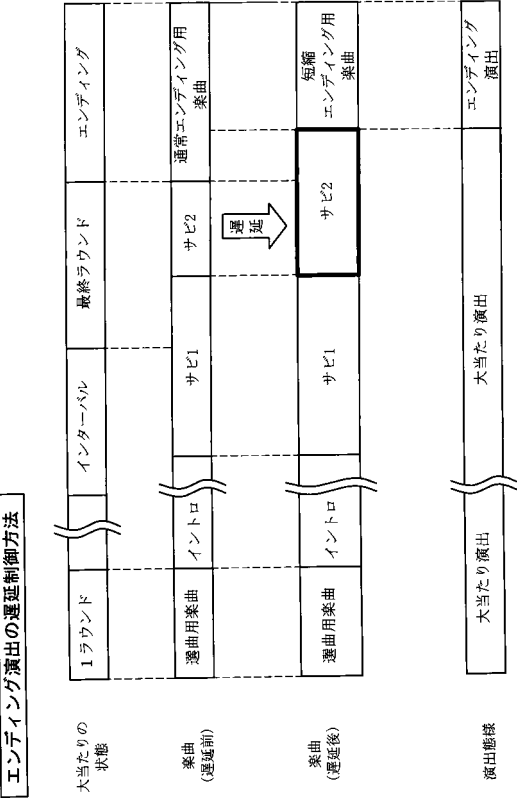 エンディング演出の遅延制御方法
大当たりの
状態
1ラウンド
インターバル
最終ラウンド
エンディング
楽曲
(遅延前)
選曲用楽曲
イントロ
サビ1
サビ2
通常エンディング用
楽曲
遅
延
楽曲
(遅延後)
選曲用楽曲
イントロ
サビ1
サビ2
短縮
エンディング用
楽曲
演出態様
大当たり演出
大当たり演出
エンディング
演出